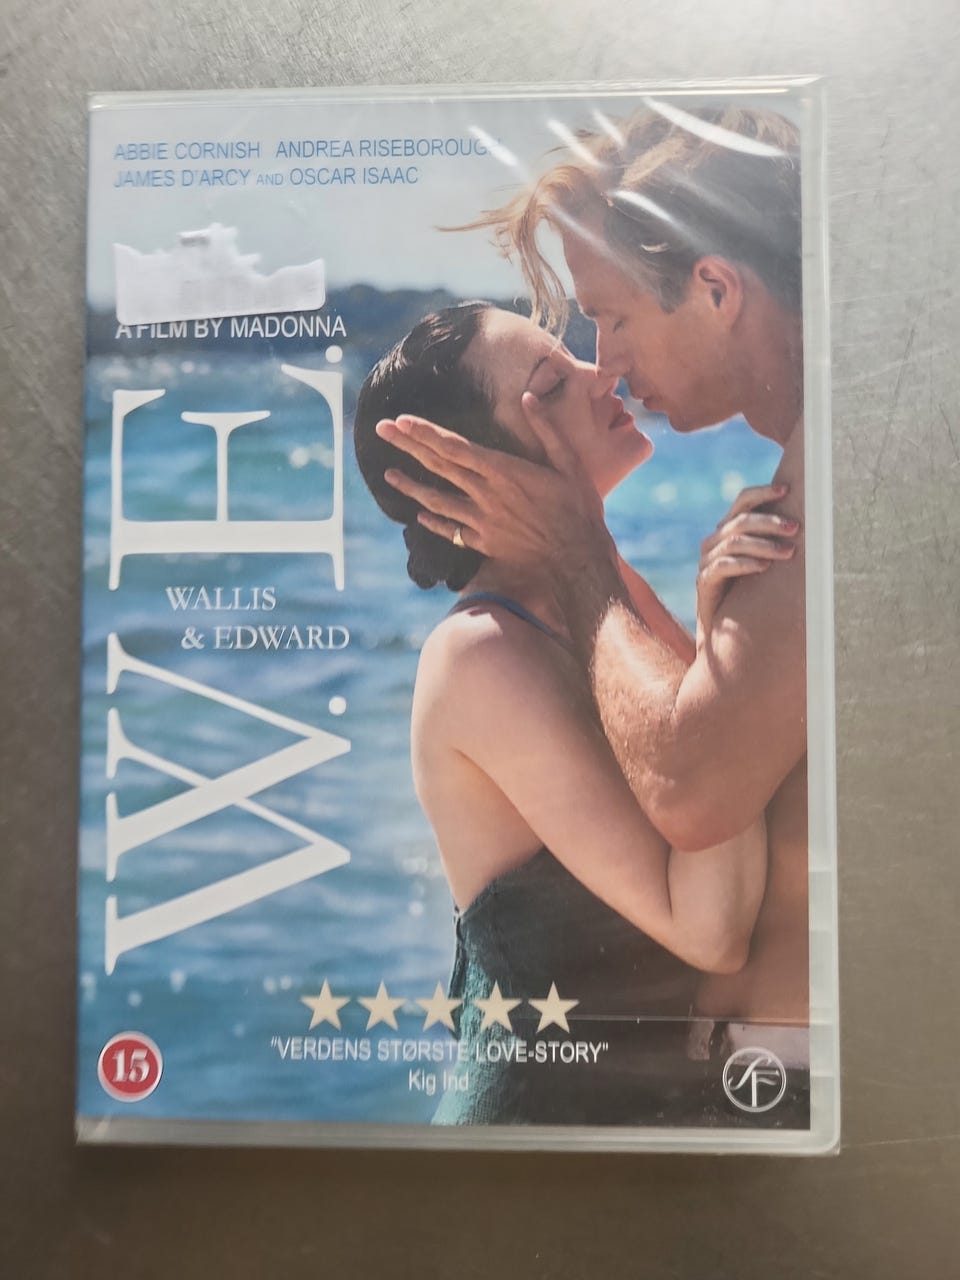 ABBIE CORNISH ANDREA RISEBOROUGH
JAMES D'ARCY AND OSCAR ISAAC
A FILM BY MADONNA
W.E.
WALLIS
& EDWARD
"VERDENS STØRSTE LOVE-STORY"
Kig Ind
15
SF